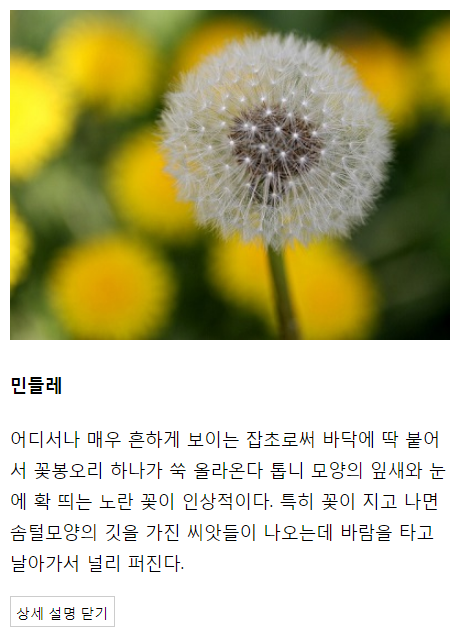 민들레
어디서나 매우 흔하게 보이는 잡초로써 바닥에 딱 붙어
서 꽃봉오리 하나가 쑥 올라온다 톱니 모양의 잎새와 눈
에 확 띄는 노란 꽃이 인상적이다. 특히 꽃이 지고 나면
솜털모양의 깃을 가진 씨앗들이 나오는데 바람을 타고
날아가서 널리 퍼진다.
상세 설명 닫기